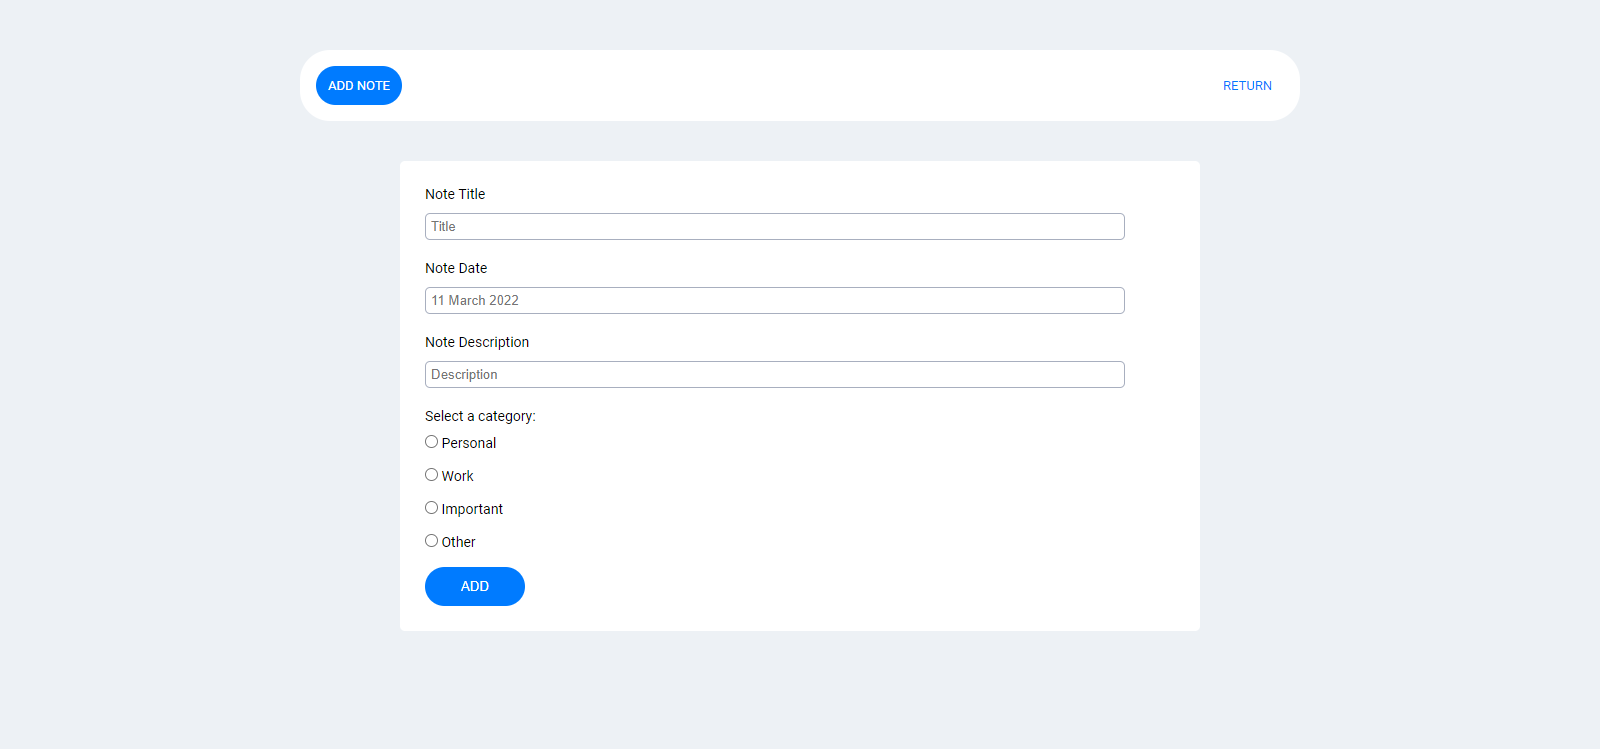 ADD NOTE RETURN
Note Title
Title
Note Date
11 March 2022
Note Description
Description
Select a category:
Personal
Work
Important
Other
ADD